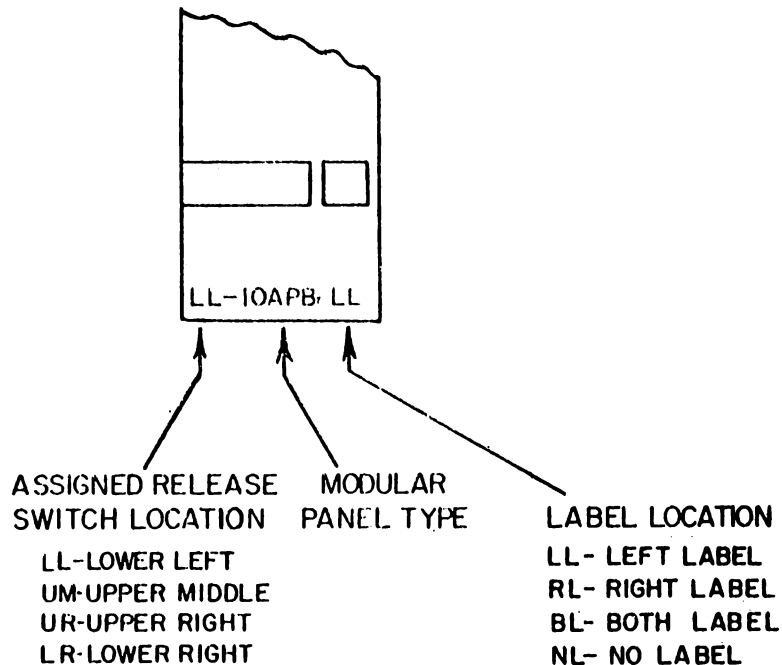 LL-10APB, LL
ASSIGNED RELEASE
SWITCH LOCATION
LL-LOWER LEFT
UM-UPPER MIDDLE
UR-UPPER RIGHT
LR-LOWER RIGHT
MODULAR
PANEL TYPE
LABEL LOCATION
LL- LEFT LABEL
RL- RIGHT LABEL
BL- BOTH LABEL
NL- NO LABEL